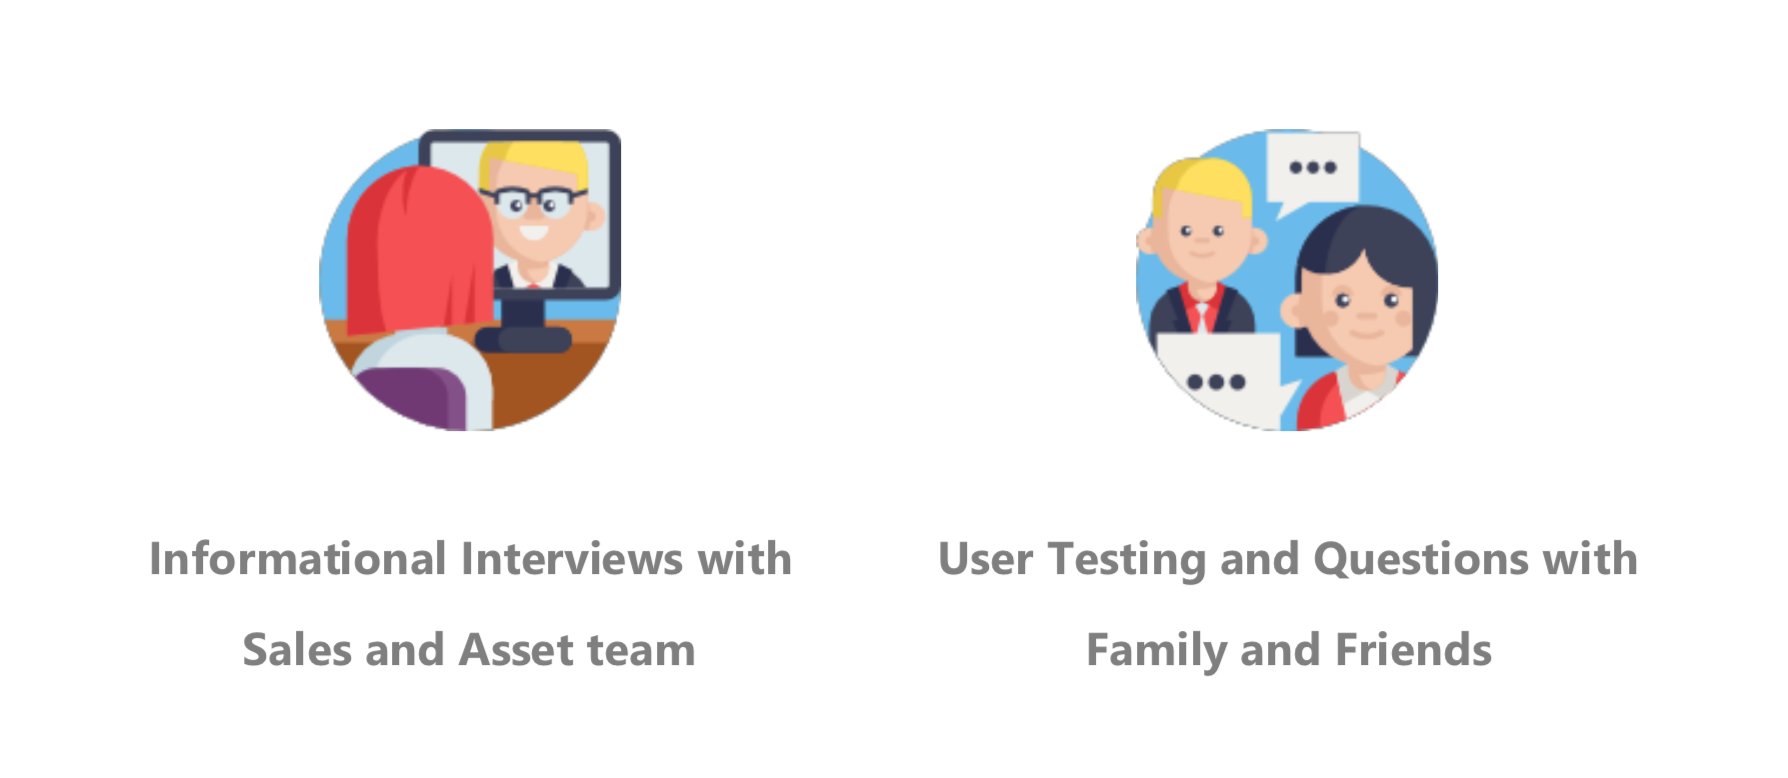 Informational Interviews with
Sales and Asset team
User Testing and Questions with
Family and Friends